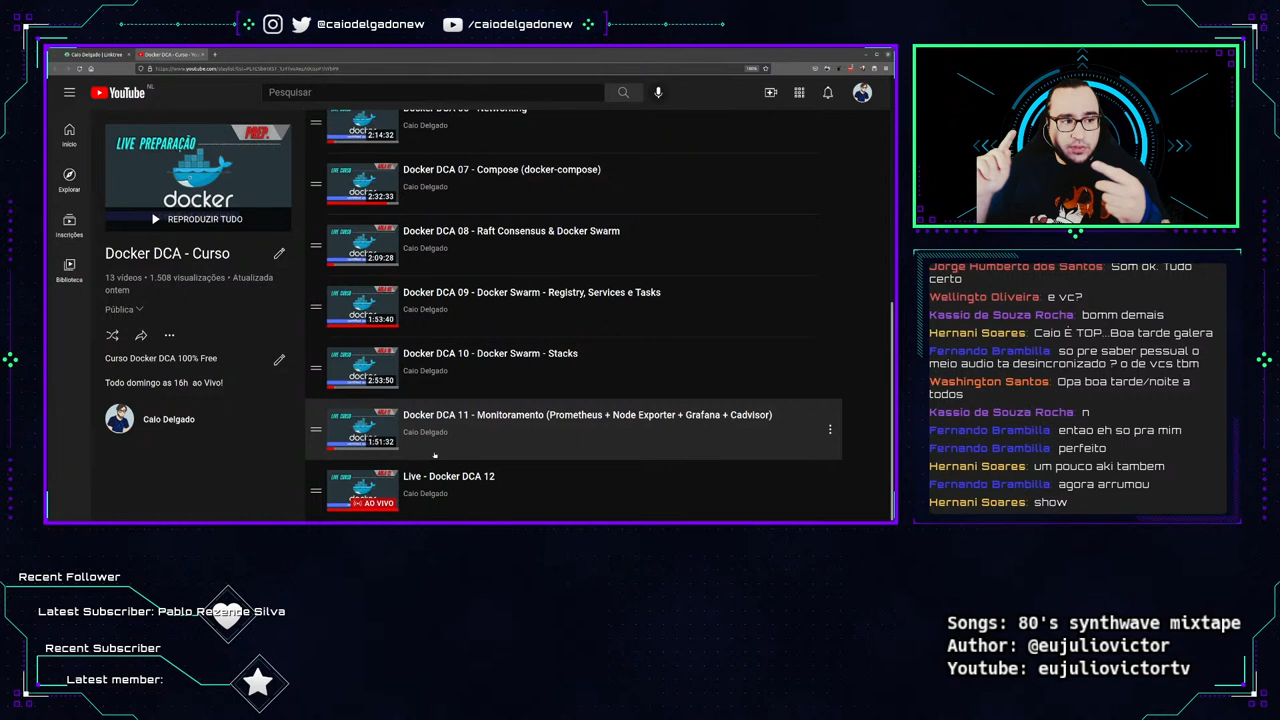 @caiodelgadonew
/caiodelgadonew
Caio Delgado | Linktree
Docker DCA - Curso - You
YouTube NL
Pesquisar
Início
Explorar
Inscrições
Biblioteca
LIVE PREPARAÇÃO
PREP.
docker
REPRODUZIR TUDO
Docker DCA - Curso
13 vídeos • 1.508 visualizações • Atualizada
ontem
Pública
Curso Docker DCA 100% Free
Todo domingo as 16h ao Vivo!
Caio Delgado
Caio Delgado
2:14:32
Docker DCA 07 - Compose (docker-compose)
Caio Delgado
2:32:33
Docker DCA 08 - Raft Consensus & Docker Swarm
Caio Delgado
2:09:28
Docker DCA 09 - Docker Swarm - Registry, Services e Tasks
Caio Delgado
1:53:40
Docker DCA 10 - Docker Swarm - Stacks
Caio Delgado
2:53:50
Docker DCA 11 - Monitoramento (Prometheus + Node Exporter + Grafana + Cadvisor)
Caio Delgado
1:51:32
Live - Docker DCA 12
Caio Delgado
AO VIVO
Jorge Humberto dos Santos: Som ok. Tudo
certo
Wellingto Oliveira: e vc?
Kassio de Souza Rocha: bomm demais
Hernani Soares: Caio É TOP...Boa tarde galera
Fernando Brambilla: so pre saber pessual o
meio audio ta desincronizado ? o de vcs tbm
Washington Santos: Opa boa tarde/noite a
todos
Kassio de Souza Rocha: n
Fernando Brambilla: entao eh so pra mim
Fernando Brambilla: perfeito
Hernani Soares: um pouco aki tambem
Fernando Brambilla: agora arrumou
Hernani Soares: show
Recent Follower
Latest Subscriber: Pablo Rezende Silva
Recent Subscriber
Latest member:
Songs: 80's synthwave mixtape
Author: @eujuliovictor
Youtube: eujuliovictortv